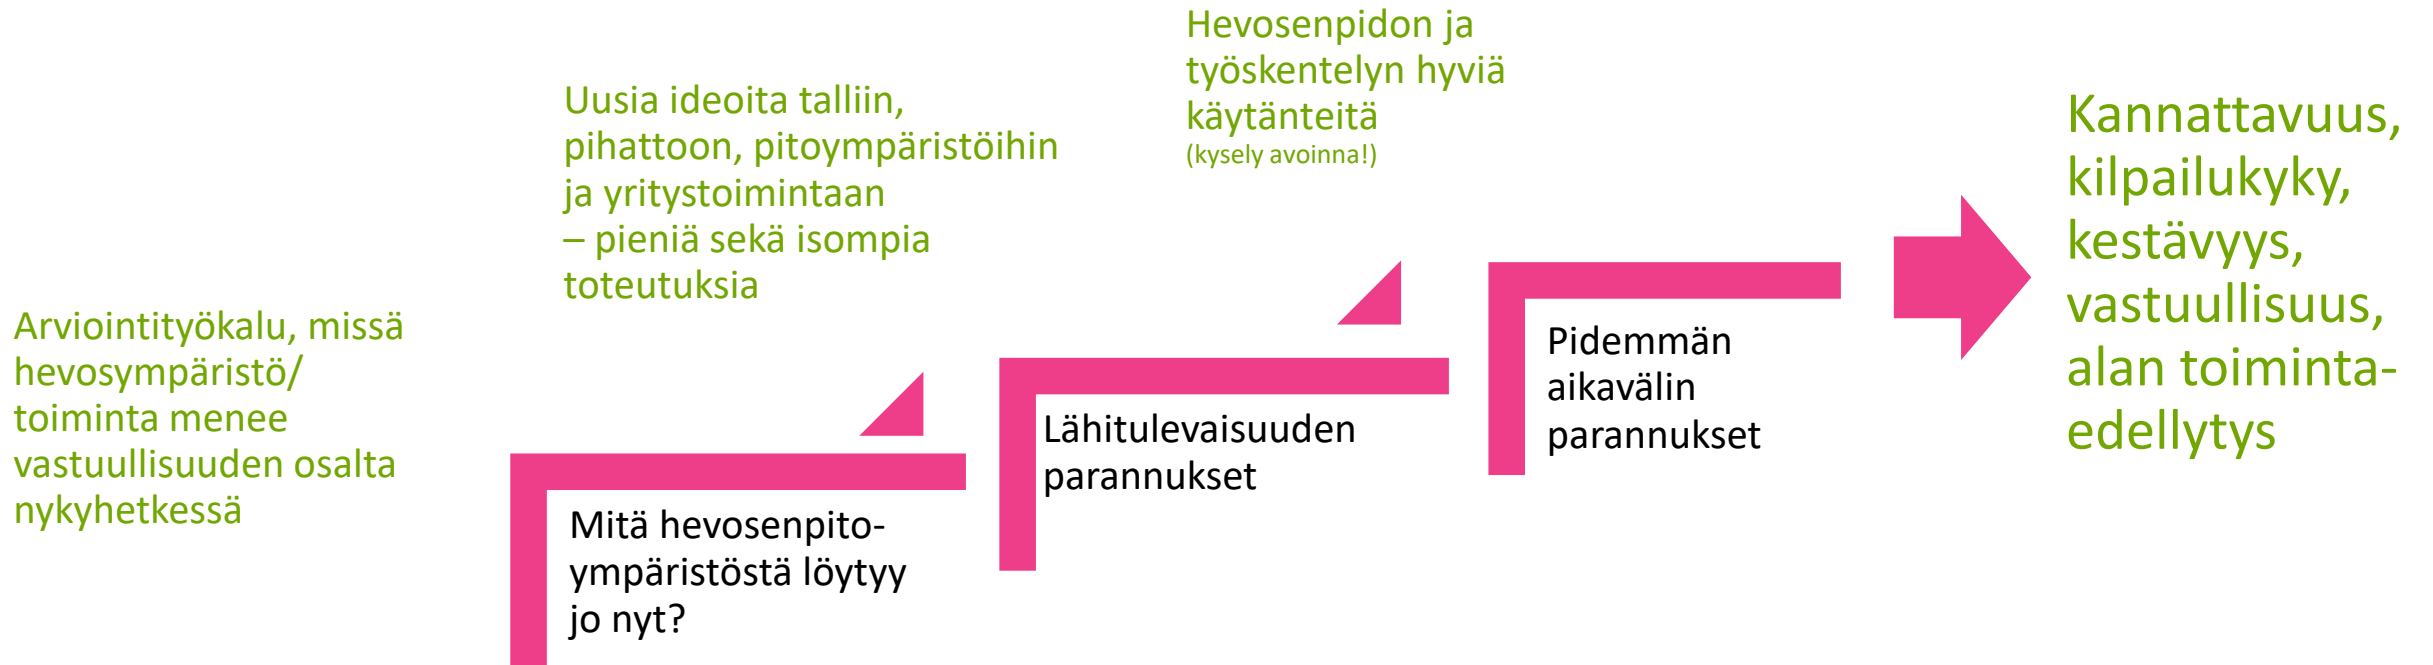 Arviointityökalu, missä
hevosympäristö/
toiminta menee
vastuullisuuden osalta
nykyhetkessä
Uusia ideoita talliin,
pihattoon, pitoympäristöihin
ja yritystoimintaan
– pieniä sekä isompia
toteutuksia
Hevosenpidon ja
työskentelyn hyviä
käytänteitä
(kysely avoinna!)
Mitä hevosenpito-
ympäristöstä löytyy
jo nyt?
Lähitulevaisuuden
parannukset
Pidemmän
aikavälin
parannukset
Kannattavuus,
kilpailukyky,
kestävyys,
vastuullisuus,
alan toiminta-
edellytys